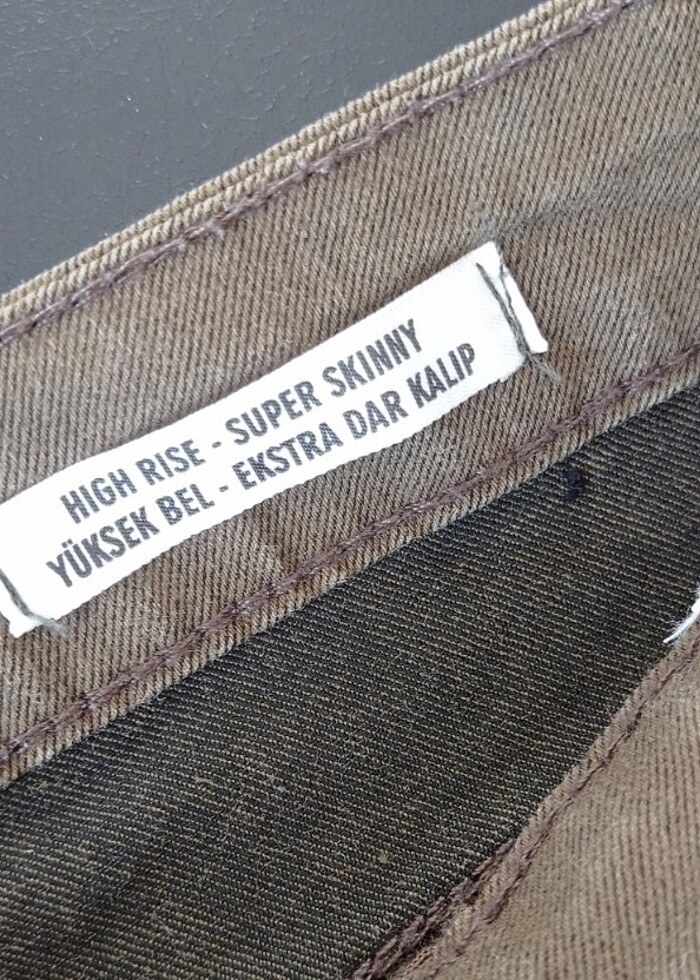 HIGH RISE - SUPER SKINNY
YÜKSEK BEL - EKSTRA DAR KALIP